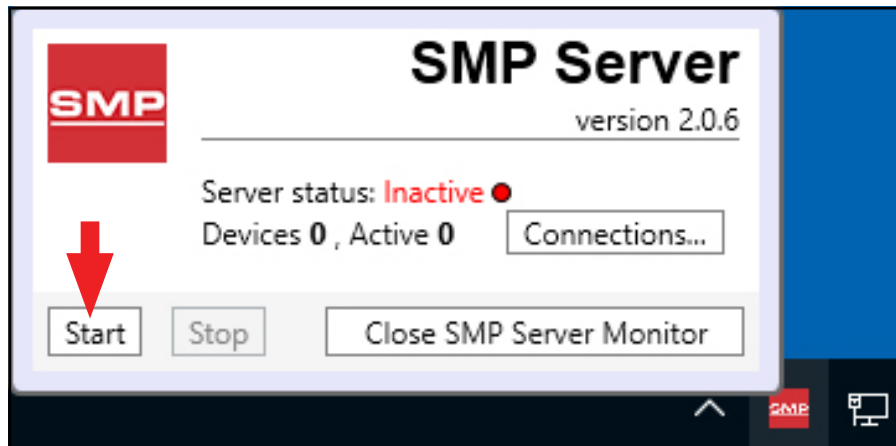 SMP Server
SMP
version 2.0.6
Server status: Inactive
Devices 0 , Active 0
Connections...
Start
Stop
Close SMP Server Monitor
SMP